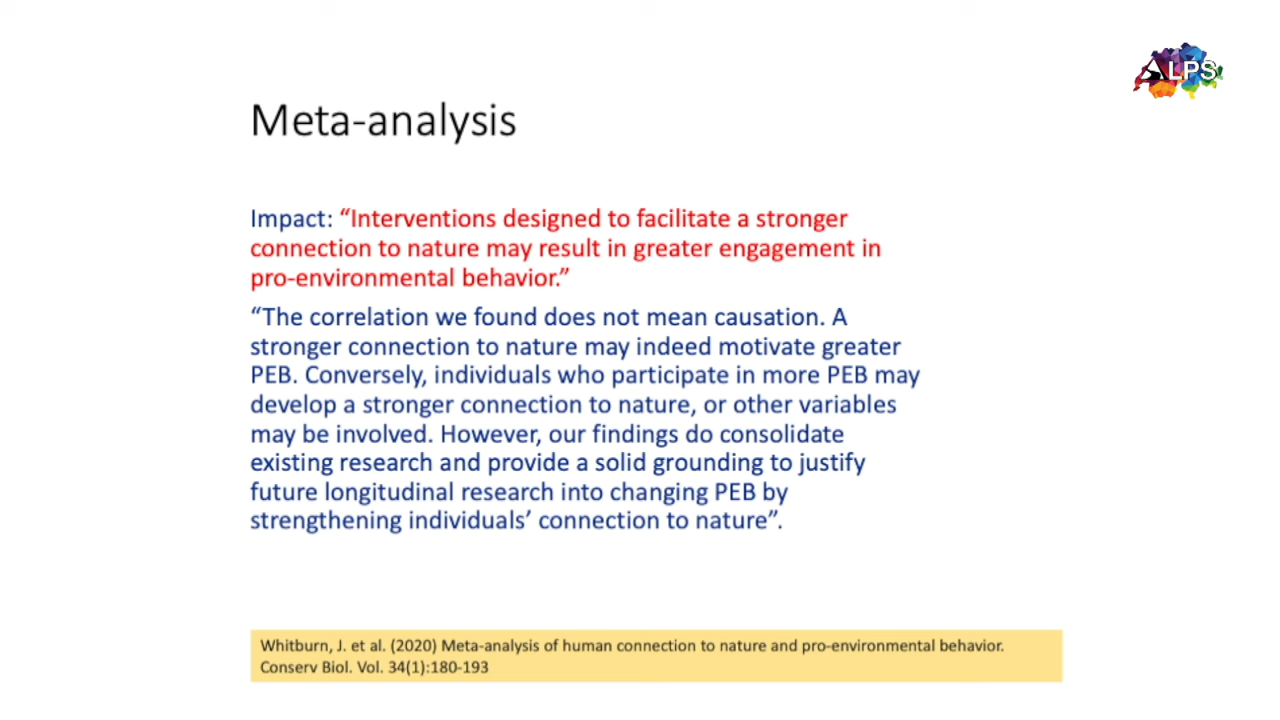 ALPS
Meta-analysis
Impact: “Interventions designed to facilitate a stronger
connection to nature may result in greater engagement in
pro-environmental behavior.”
“The correlation we found does not mean causation. A
stronger connection to nature may indeed motivate greater
PEB. Conversely, individuals who participate in more PEB may
develop a stronger connection to nature, or other variables
may be involved. However, our findings do consolidate
existing research and provide a solid grounding to justify
future longitudinal research into changing PEB by
strengthening individuals’ connection to nature”.
Whitburn, J. et al. (2020) Meta-analysis of human connection to nature and pro-environmental behavior.
Conserv Biol. Vol. 34(1):180-193